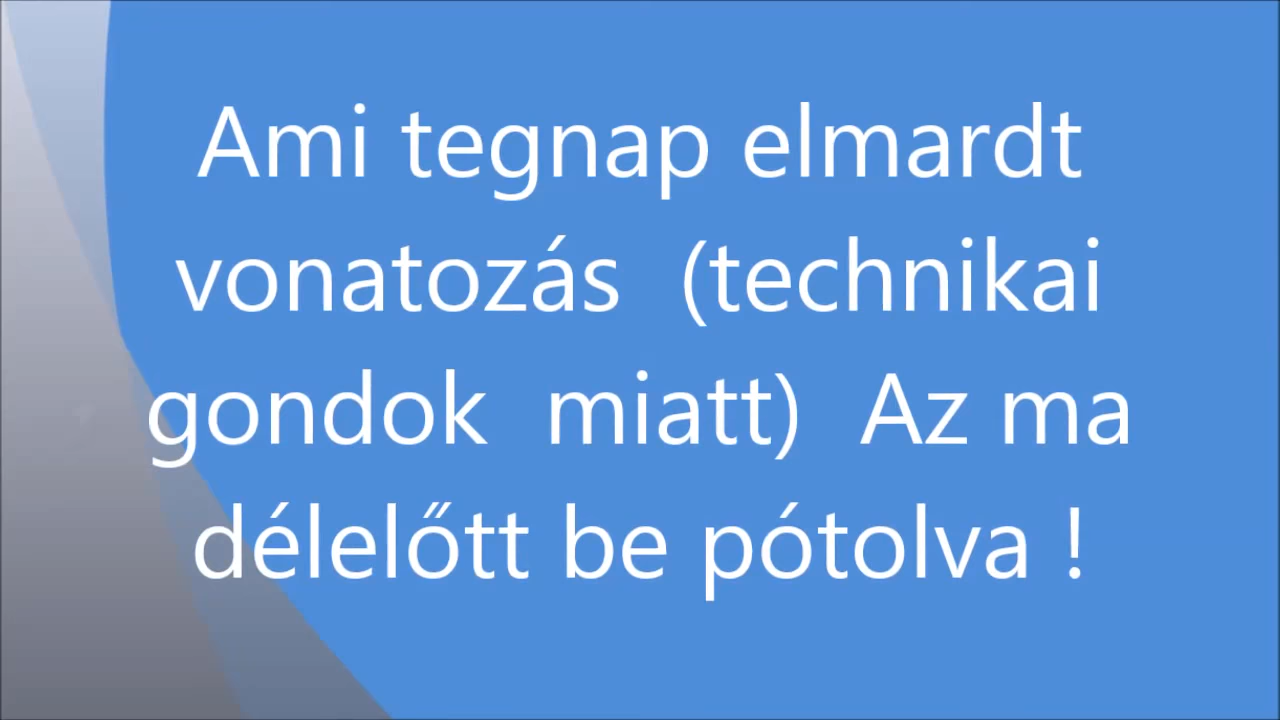 Ami tegnap elmardt
vonatozás (technikai
gondok miatt) Az ma
délelőtt be pótolva !